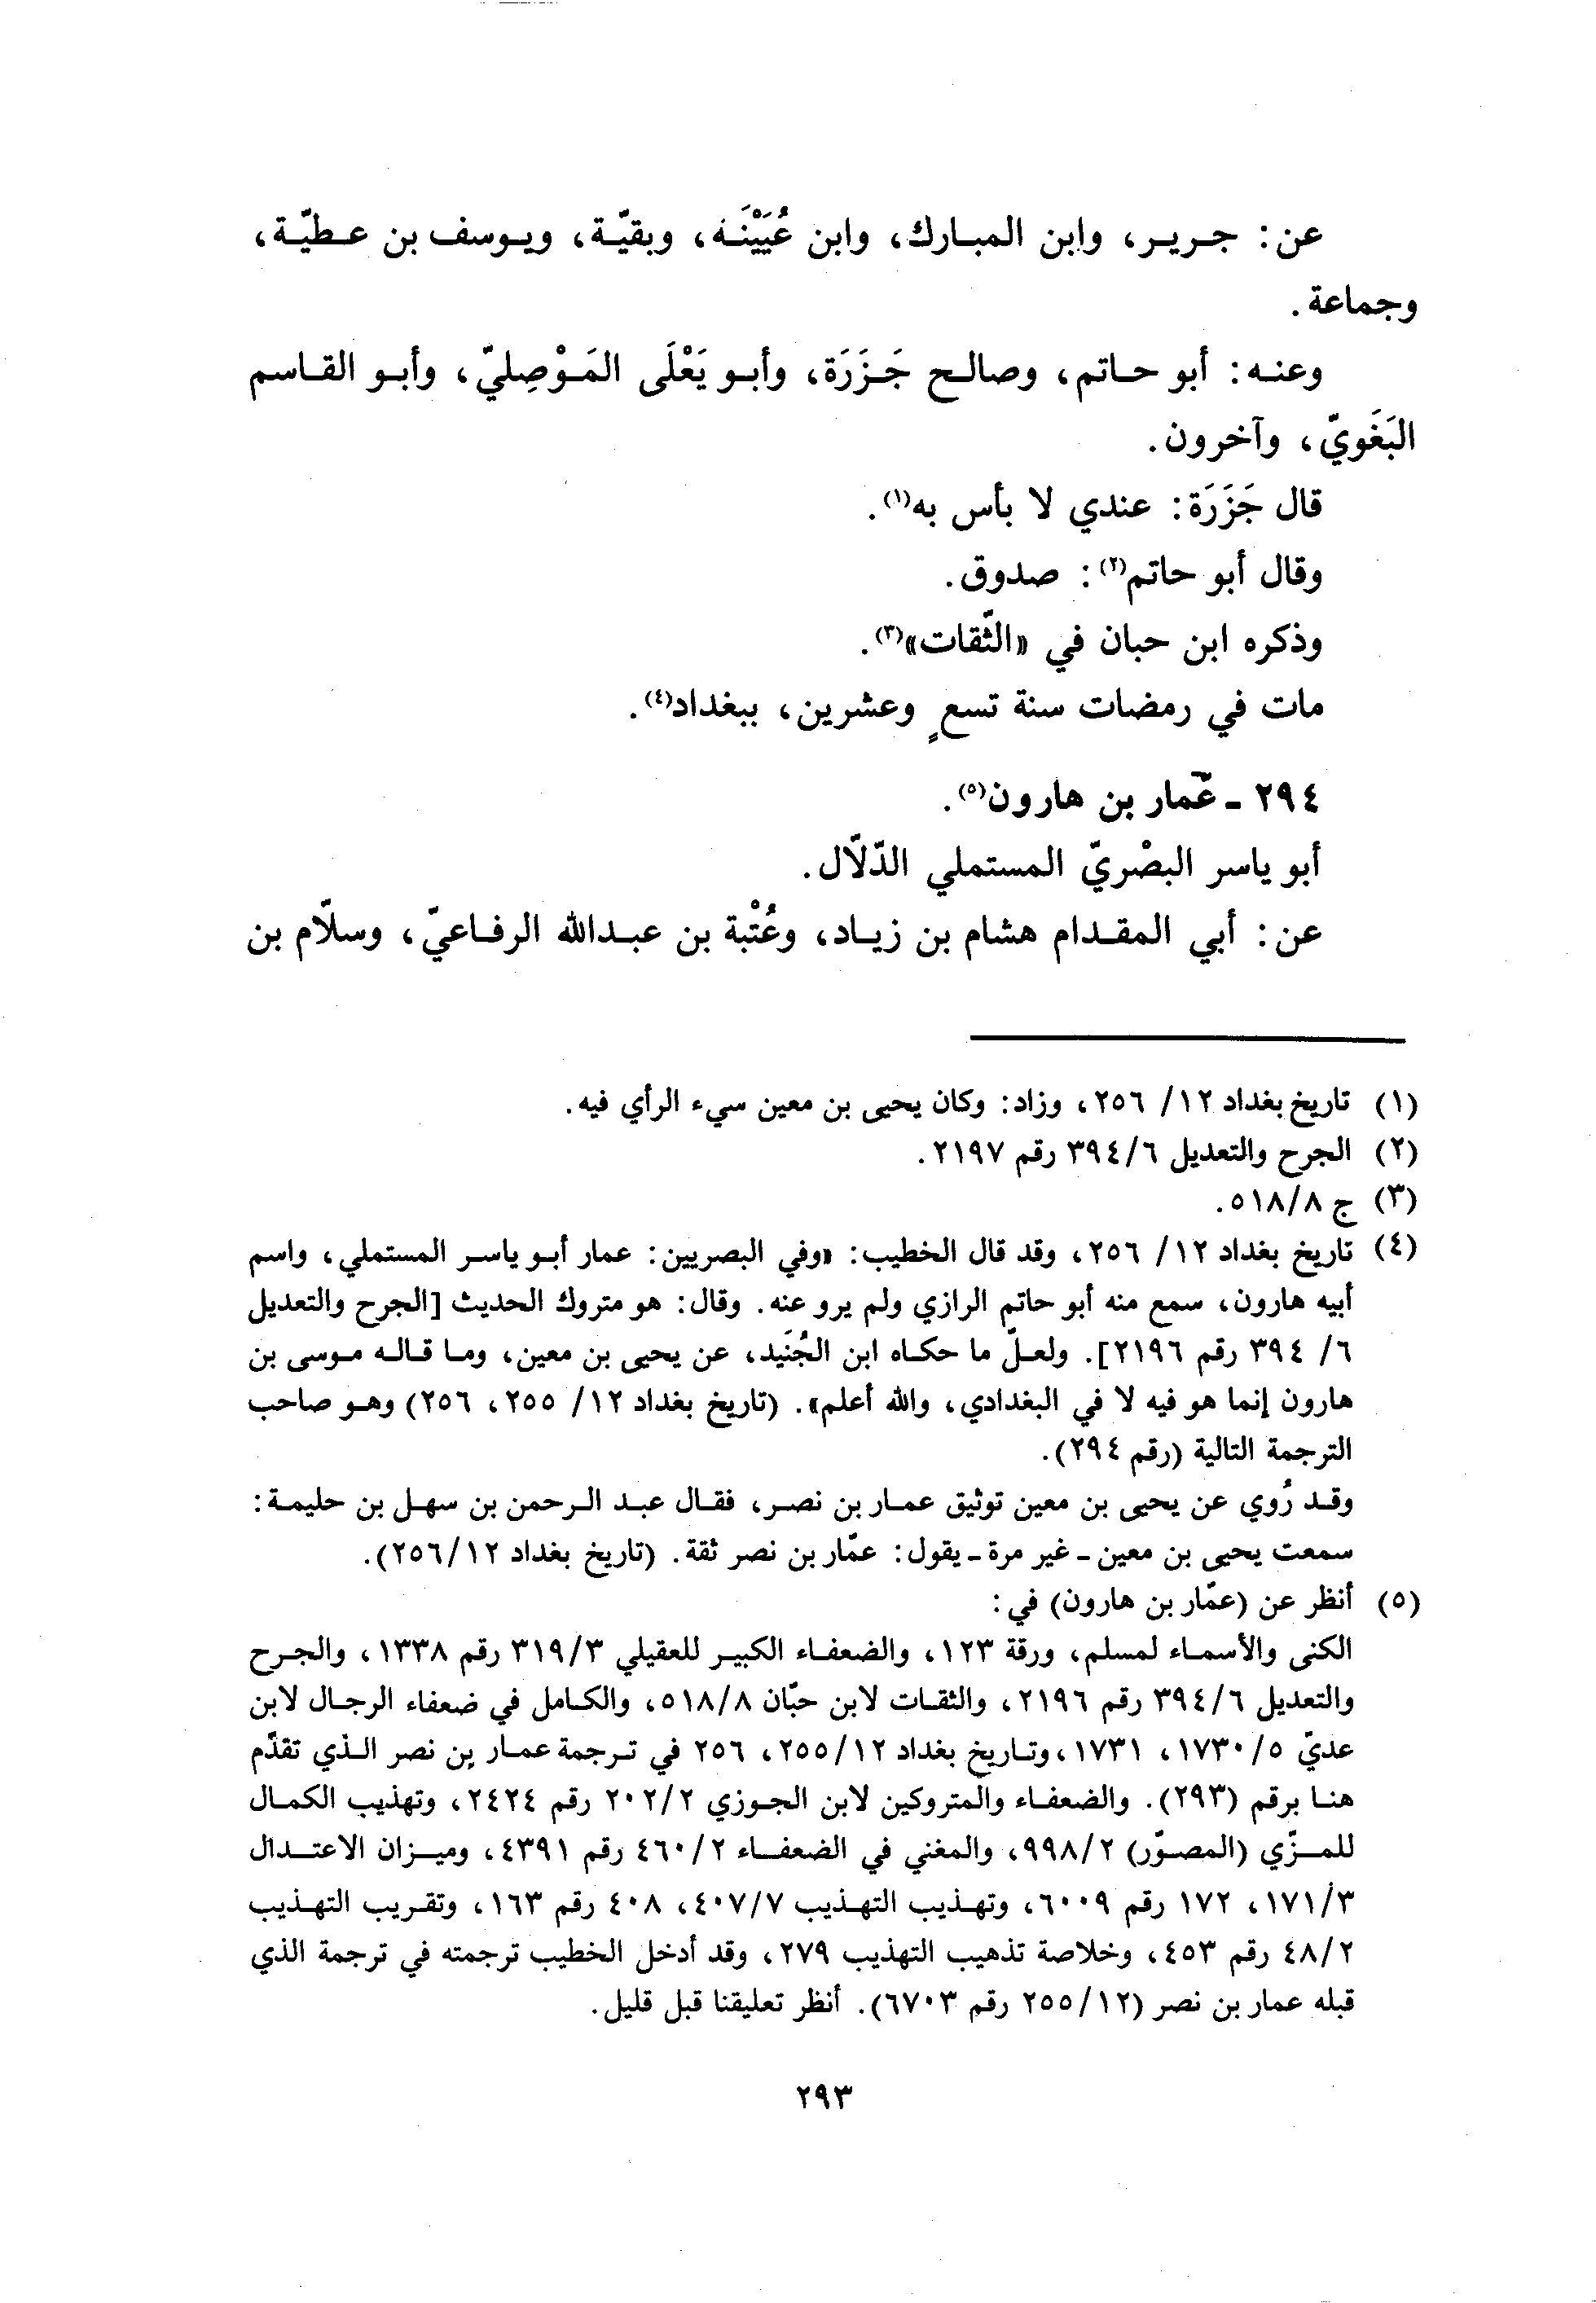 عن: جرير، وابن المبارك، وابن عُيَيْنَة، وبقيّة، ويوسف بن عطيّة،
وجماعة.
وعنه: أبو حاتم، وصالح جَزَرَة، وأبو يَعْلَى المَوْصِليّ، وأبو القاسم
البَغَويّ، وآخرون.
قال جَزَرَة: عندي لا بأس به(١).
وقال أبو حاتم(٢): صدوق.
وذكره ابن حبان في «الثّقات»(٣).
مات في رمضات سنة تسعٍ وعشرين، ببغداد(٤).
٢٩٤ ـ عّمار بن هارون(٥).
أبو ياسر البصْريّ المستملي الدّلّال.
عن: أبي المقدام هشام بن زياد، وعُتْبة بن عبدالله الرفاعيّ، وسلّام بن
(١) تاريخ بغداد ١٢/ ٢٥٦، وزاد: وكان يحيى بن معين سيء الرأي فيه.
(٢) الجرح والتعديل ٦/٣٩٤ رقم ٢١٩٧.
(٣) ج ٥١٨/٨.
(٤) تاريخ بغداد ١٢/ ٢٥٦، وقد قال الخطيب: «وفي البصريين: عمار أبو ياسر المستملي، واسم
أبيه هارون، سمع منه أبو حاتم الرازي ولم يرو عنه. وقال: هو متروك الحديث [الجرح والتعديل
٦/ ٣٩٤ رقم ٢١٩٦]. ولعلّ ما حكاه ابن الجُنَيد، عن يحيى بن معين، وما قاله موسى بن
هارون إنما هو فيه لا في البغدادي، والله أعلم». (تاريخ بغداد ١٢/ ٢٥٥، ٢٥٦) وهو صاحب
الترجمة التالية (رقم ٢٩٤).
وقد رُوي عن يحيى بن معين توثيق عمار بن نصر، فقال عبد الرحمن بن سهل بن حليمة:
سمعت يحيى بن معين ـ غير مرة ـ يقول: عمّار بن نصر ثقة. (تاريخ بغداد ٢٥٦/١٢).
(٥) أنظر عن (عمّار بن هارون) في:
الكنى والأسماء لمسلم، ورقة ١٢٣، والضعفاء الكبير للعقيلي ٣١٩/٣ رقم ١٣٣٨، والجرح
والتعديل ٣٩٤/٦ رقم ٢١٩٦، والثقات لابن حبّان ٥١٨/٨، والكامل في ضعفاء الرجال لابن
عديّ ١٧٣٠/٥، ١٧٣١، وتاريخ بغداد ٢٥٥/١٢، ٢٥٦ في ترجمة عمار بن نصر الذي تقدّم
هنا برقم (٢٩٣). والضعفاء والمتروكين لابن الجوزي ٢٠٢/٢ رقم ٢٤٢٤، وتهذيب الكمال
للمزّي (المصوّر) ٩٩٨/٢، والمغني في الضعفاء ٤٦٠/٢ رقم ٤٣٩١، وميزان الاعتدال
١٧١/٣، ١٧٢ رقم ٦٠٠٩، وتهذيب التهذيب ٤٠٧/٧، ٤٠٨ رقم ١٦٣، وتقريب التهذيب
٤٨/٢ رقم ٤٥٣، وخلاصة تذهيب التهذيب ٢٧٩، وقد أدخل الخطيب ترجمته في ترجمة الذي
قبله عمار بن نصر (٢٥٥/١٢ رقم ٦٧٠٣). أنظر تعليقنا قبل قليل.
٢٩٣